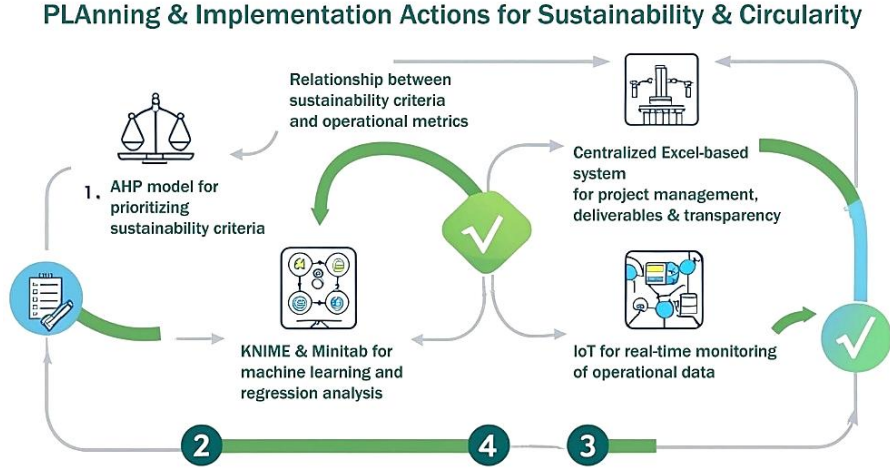 PLAnning & Implementation Actions for Sustainability & Circularity
Relationship between
sustainability criteria
and operational metrics
1. AHP model for
prioritizing
sustainability criteria
Centralized Excel-based
system
for project management,
deliverables & transparency
KNIME & Minitab for
machine learning and
regression analysis
IoT for real-time monitoring
of operational data
2
4
3